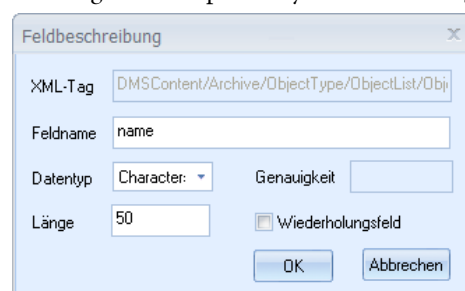 Feldbeschreibung
XML-Tag DMSContent/Archive/ObjectType/ObjectList/Obj
Feldname name
Datentyp Character: Genauigkeit
Länge 50 Wiederholungsfeld
OK Abbrechen